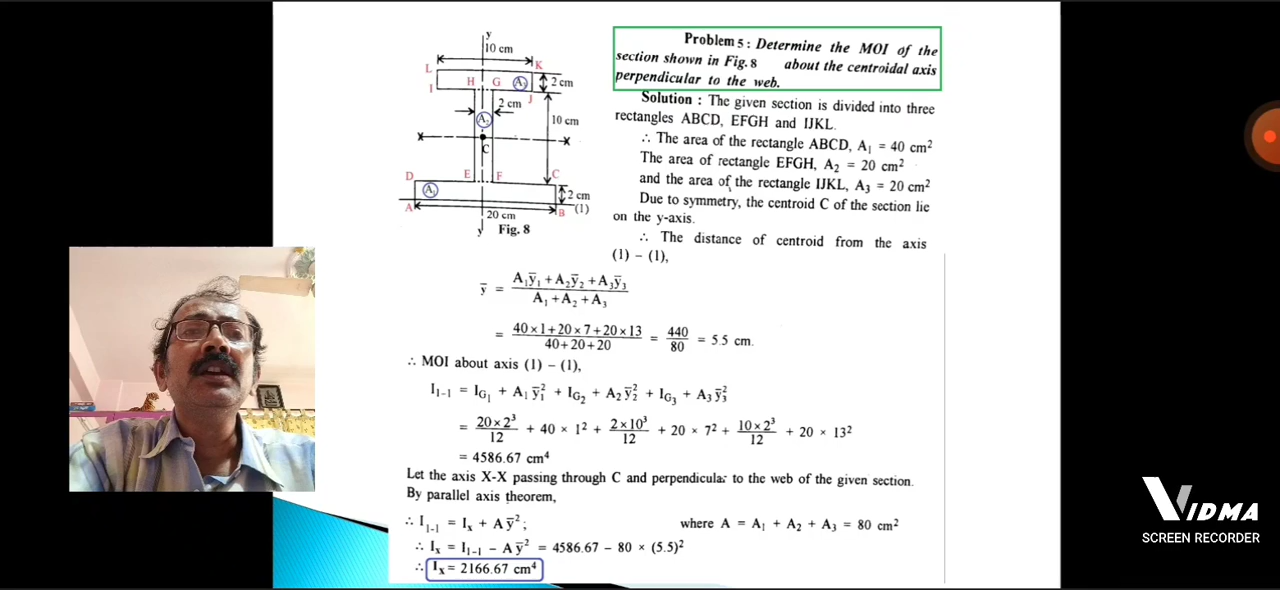 Problem 5 : Determine the MOI of the
section shown in Fig. 8 about the centroidal axis
perpendicular to the web.
Solution : The given section is divided into three
rectangles ABCD, EFGH and IJKL.
∴ The area of the rectangle ABCD, A₁ = 40 cm²
The area of rectangle EFGH, A₂ = 20 cm²
and the area of the rectangle IJKL, A₃ = 20 cm²
Due to symmetry, the centroid C of the section lie
on the y-axis.
∴ The distance of centroid from the axis
(1) – (1),
y
10 cm
L K
I H G A₃ 2 cm
J
2 cm
A₂ 10 cm
X X
C
D E F C
A₁ 2 cm
A B (1)
20 cm
y Fig. 8
ȳ = (A₁ȳ₁ + A₂ȳ₂ + A₃ȳ₃) / (A₁ + A₂ + A₃)
= (40 × 1 + 20 × 7 + 20 × 13) / (40 + 20 + 20) = 440 / 80 = 5.5 cm.
∴ MOI about axis (1) – (1),
I₁₋₁ = I_G₁ + A₁ȳ₁² + I_G₂ + A₂ȳ₂² + I_G₃ + A₃ȳ₃²
= 20 × 2³ / 12 + 40 × 1² + 2 × 10³ / 12 + 20 × 7² + 10 × 2³ / 12 + 20 × 13²
= 4586.67 cm⁴
Let the axis X-X passing through C and perpendicular to the web of the given section.
By parallel axis theorem,
∴ I₁₋₁ = Iₓ + Aȳ² ; where A = A₁ + A₂ + A₃ = 80 cm²
∴ Iₓ = I₁₋₁ – Aȳ² = 4586.67 – 80 × (5.5)²
∴ Iₓ = 2166.67 cm⁴
VIDMA
SCREEN RECORDER